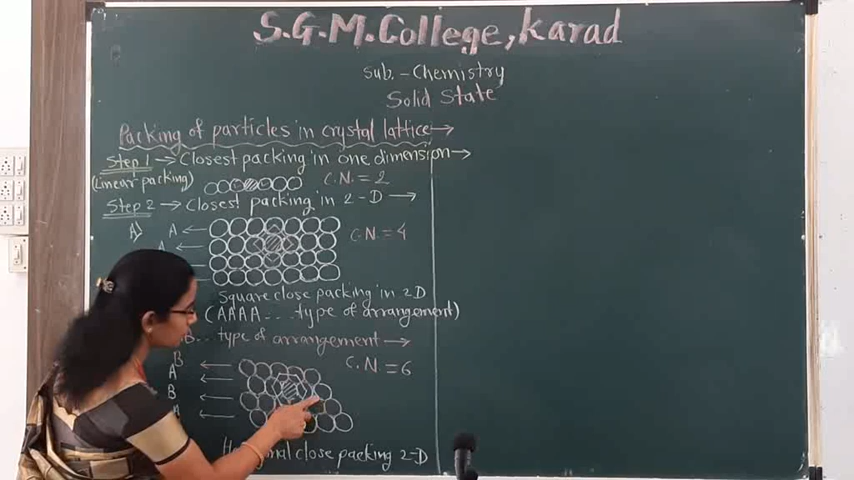 S.G.M. College, Karad
Sub. - Chemistry
Solid State
Packing of particles in crystal lattice →
Step 1 → Closest packing in one dimension →
(Linear packing) C.N. = 2
Step 2 → Closest packing in 2-D →
A) A ← C.N. = 4
A ←
Square close packing in 2D
(AAAA... type of arrangement)
B... type of arrangement →
B C.N = 6
A ←
B ←
A ←
close packing 2-D